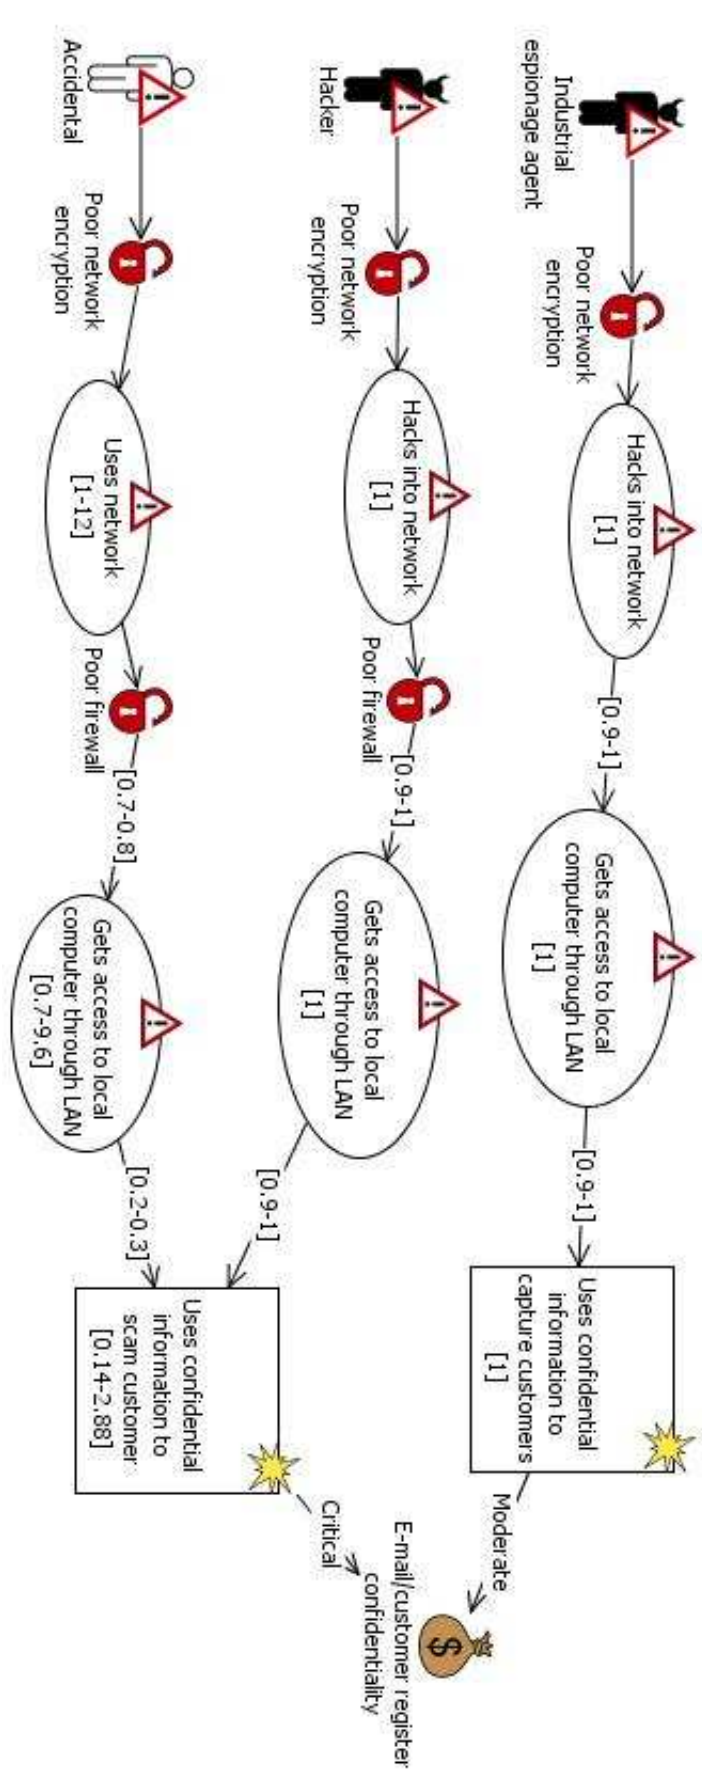 Industrial
espionage agent
Poor network
encryption
Hacks into network
[1]
[0.9-1]
Gets access to local
computer through LAN
[1]
[0.9-1]
Uses confidential
information to
capture customers
[1]
Moderate
Hacker
Poor network
encryption
Hacks into network
[1]
Poor firewall
[0.9-1]
Gets access to local
computer through LAN
[1]
[0.9-1]
Accidental
Poor network
encryption
Uses network
[1-12]
Poor firewall
[0.7-0.8]
Gets access to local
computer through LAN
[0.7-9.6]
[0.2-0.3]
Uses confidential
information to
scam customer
[0.14-2.88]
Critical
$
E-mail/customer register
confidentiality